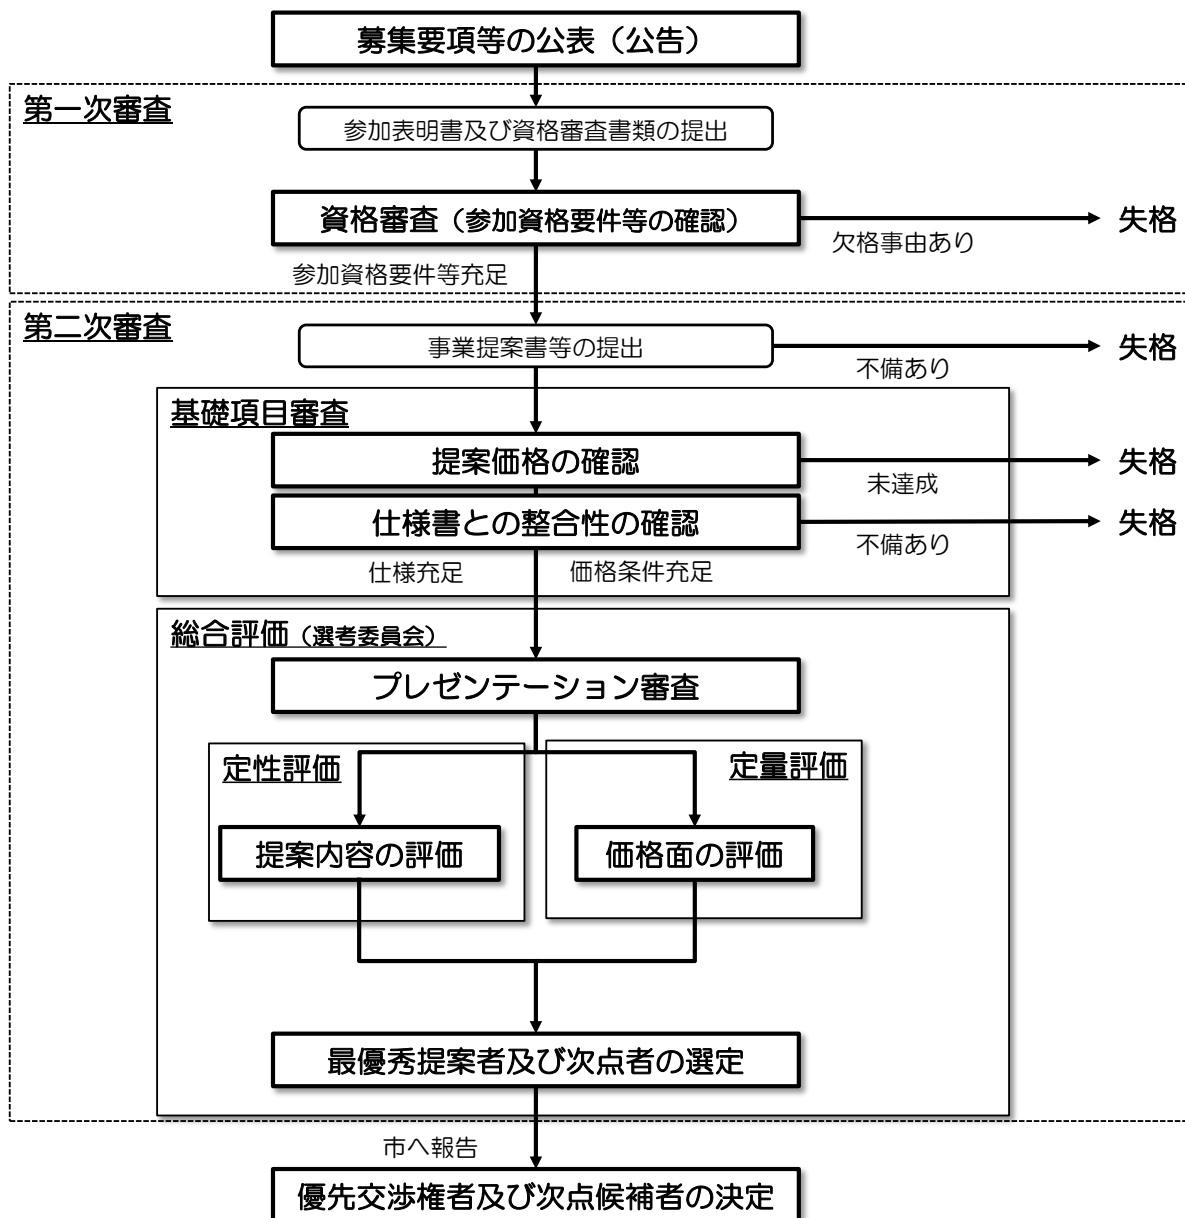 募集要項等の公表（公告）
第一次審査
参加表明書及び資格審査書類の提出
資格審査（参加資格要件等の確認）
失格
欠格事由あり
参加資格要件等充足
第二次審査
事業提案書等の提出
失格
不備あり
基礎項目審査
提案価格の確認
失格
未達成
仕様書との整合性の確認
失格
不備あり
仕様充足
価格条件充足
総合評価（選考委員会）
プレゼンテーション審査
定性評価
定量評価
提案内容の評価
価格面の評価
最優秀提案者及び次点者の選定
市へ報告
優先交渉権者及び次点候補者の決定